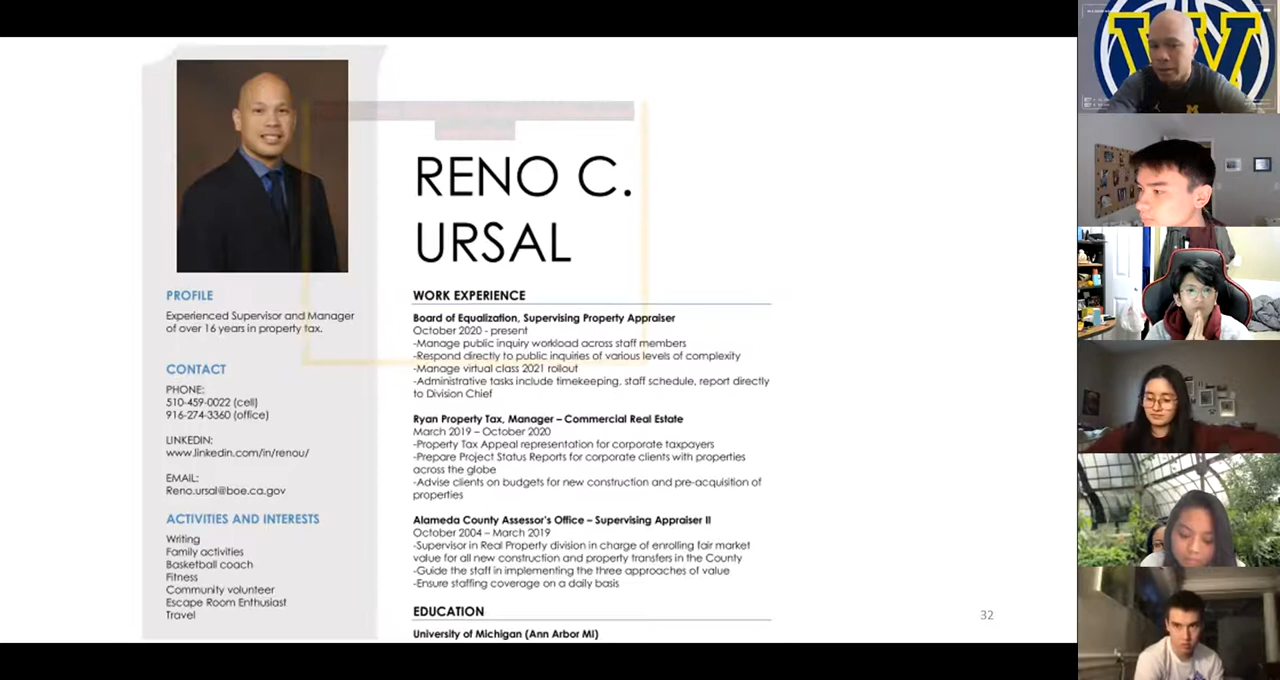 RENO C.
URSAL
PROFILE
Experienced Supervisor and Manager
of over 16 years in property tax.
CONTACT
PHONE:
510-459-0022 (cell)
916-274-3360 (office)
LINKEDIN:
www.linkedin.com/in/renou/
EMAIL:
Reno.ursal@boe.ca.gov
ACTIVITIES AND INTERESTS
Writing
Family activities
Basketball coach
Fitness
Community volunteer
Escape Room Enthusiast
Travel
WORK EXPERIENCE
Board of Equalization, Supervising Property Appraiser
October 2020 - present
-Manage public inquiry workload across staff members
-Respond directly to public inquiries of various levels of complexity
-Manage virtual class 2021 rollout
-Administrative tasks include timekeeping, staff schedule, report directly
to Division Chief
Ryan Property Tax, Manager – Commercial Real Estate
March 2019 – October 2020
-Property Tax Appeal representation for corporate taxpayers
-Prepare Project Status Reports for corporate clients with properties
across the globe
-Advise clients on budgets for new construction and pre-acquisition of
properties
Alameda County Assessor's Office – Supervising Appraiser II
October 2004 – March 2019
-Supervisor in Real Property division in charge of enrolling fair market
value for all new construction and property transfers in the County
-Guide the staff in implementing the three approaches of value
-Ensure staffing coverage on a daily basis
EDUCATION
University of Michigan (Ann Arbor MI)
32
W
M